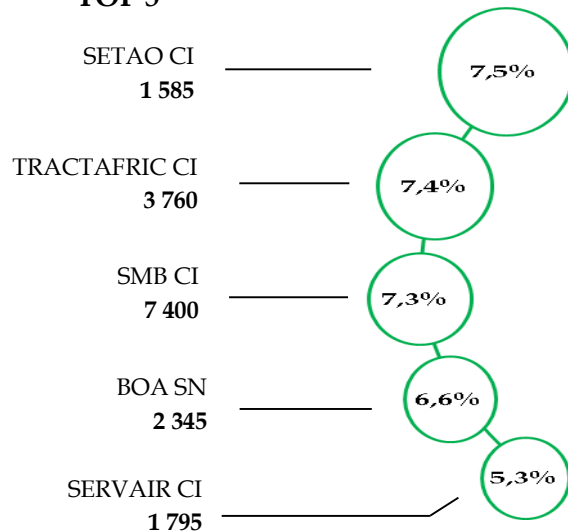 TOP 5
SETAO CI
1 585
7,5%
TRACTAFRIC CI
3 760
7,4%
SMB CI
7 400
7,3%
BOA SN
2 345
6,6%
SERVAIR CI
1 795
5,3%